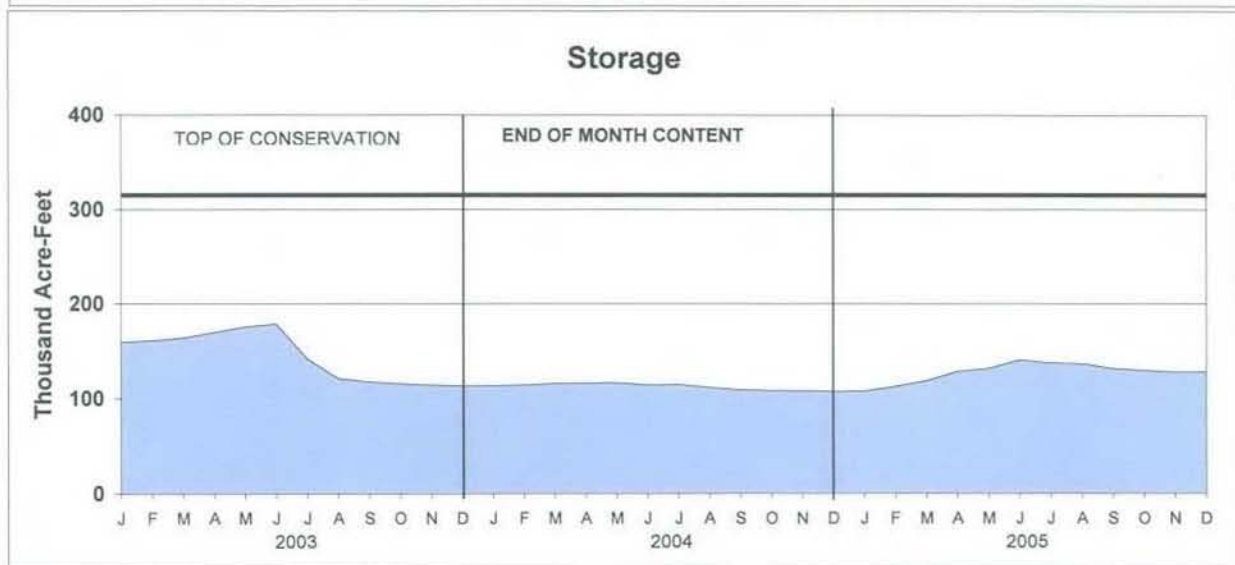 Storage
Thousand Acre-Feet
400
300
200
100
0
TOP OF CONSERVATION
END OF MONTH CONTENT
J F M A M J J A S O N D J F M A M J J A S O N D J F M A M J J A S O N D
2003 2004 2005